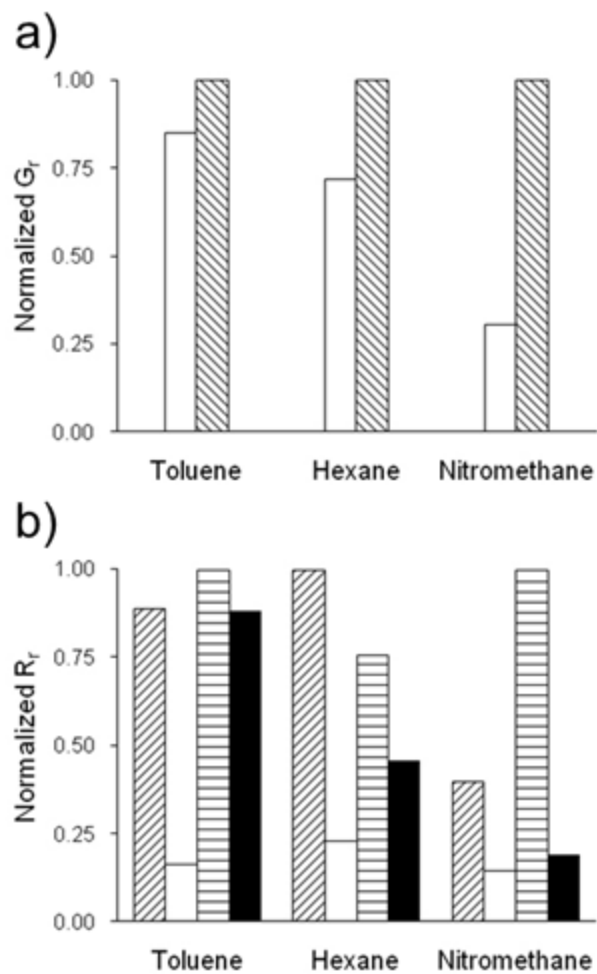 a)
Normalized Gr
1.00
0.75
0.50
0.25
0.00
Toluene Hexane Nitromethane
b)
Normalized Rr
1.00
0.75
0.50
0.25
0.00
Toluene Hexane Nitromethane